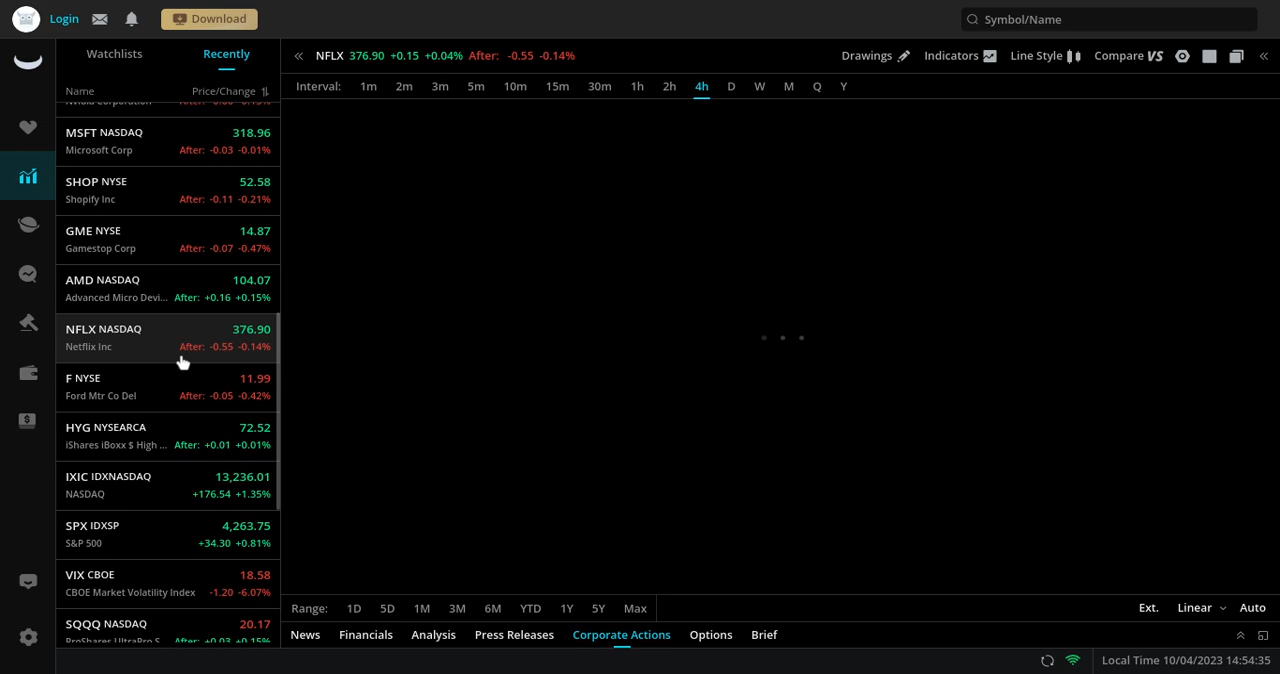 Login
Download
Symbol/Name
Watchlists Recently
Name Price/Change
MSFT NASDAQ 318.96
Microsoft Corp After: -0.03 -0.01%
SHOP NYSE 52.58
Shopify Inc After: -0.11 -0.21%
GME NYSE 14.87
Gamestop Corp After: -0.07 -0.47%
AMD NASDAQ 104.07
Advanced Micro Devi... After: +0.16 +0.15%
NFLX NASDAQ 376.90
Netflix Inc After: -0.55 -0.14%
F NYSE 11.99
Ford Mtr Co Del After: -0.05 -0.42%
HYG NYSEARCA 72.52
iShares iBoxx $ High ... After: +0.01 +0.01%
IXIC IDXNASDAQ 13,236.01
NASDAQ +176.54 +1.35%
SPX IDXSP 4,263.75
S&P 500 +34.30 +0.81%
VIX CBOE 18.58
CBOE Market Volatility Index -1.20 -6.07%
SQQQ NASDAQ 20.17
ProShares UltraPro S... After: +0.03 +0.15%
NFLX 376.90 +0.15 +0.04% After: -0.55 -0.14%
Drawings Indicators Line Style Compare VS
Interval: 1m 2m 3m 5m 10m 15m 30m 1h 2h 4h D W M Q Y
Range: 1D 5D 1M 3M 6M YTD 1Y 5Y Max
Ext. Linear Auto
News Financials Analysis Press Releases Corporate Actions Options Brief
Local Time 10/04/2023 14:54:35